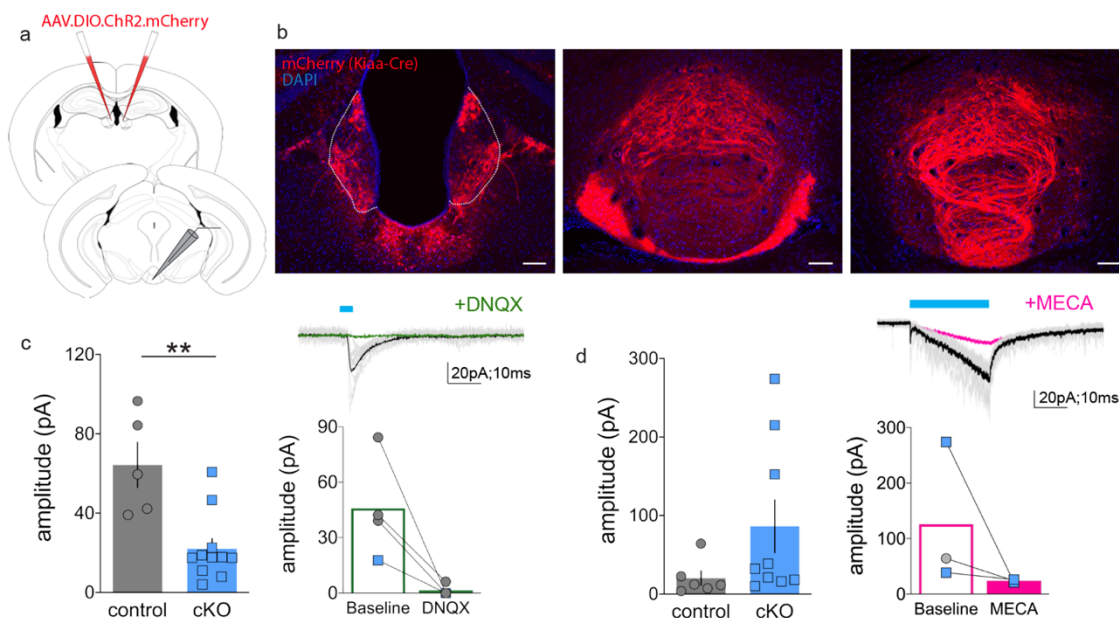 AAV.DIO.ChR2.mCherry
a
b
mCherry (Kiaa-Cre)
DAPI
c
**
amplitude (pA)
120
80
40
0
control
cKO
+DNQX
20pA;10ms
amplitude (pA)
90
60
30
0
Baseline
DNQX
d
amplitude (pA)
300
200
100
0
control
cKO
+MECA
20pA;10ms
amplitude (pA)
300
200
100
0
Baseline
MECA